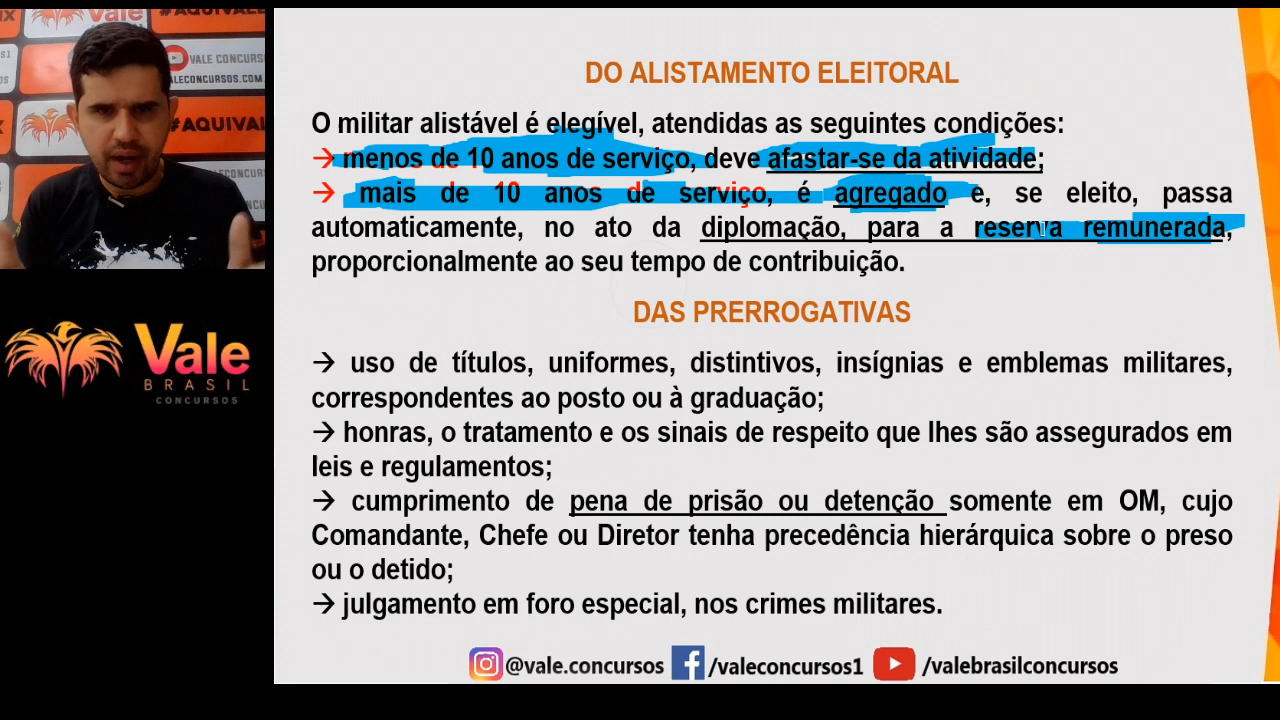 #AQUI
VALE CONCURS
VALECONCURSOS.COM
#AQUIVAL
Vale
BRASIL
CONCURSOS
DO ALISTAMENTO ELEITORAL
O militar alistável é elegível, atendidas as seguintes condições:
→ menos de 10 anos de serviço, deve afastar-se da atividade;
→ mais de 10 anos de serviço, é agregado e, se eleito, passa
automaticamente, no ato da diplomação, para a reserva remunerada,
proporcionalmente ao seu tempo de contribuição.
DAS PRERROGATIVAS
→ uso de títulos, uniformes, distintivos, insígnias e emblemas militares,
correspondentes ao posto ou à graduação;
→ honras, o tratamento e os sinais de respeito que lhes são assegurados em
leis e regulamentos;
→ cumprimento de pena de prisão ou detenção somente em OM, cujo
Comandante, Chefe ou Diretor tenha precedência hierárquica sobre o preso
ou o detido;
→ julgamento em foro especial, nos crimes militares.
@vale.concursos /valeconcursos1 /valebrasilconcursos